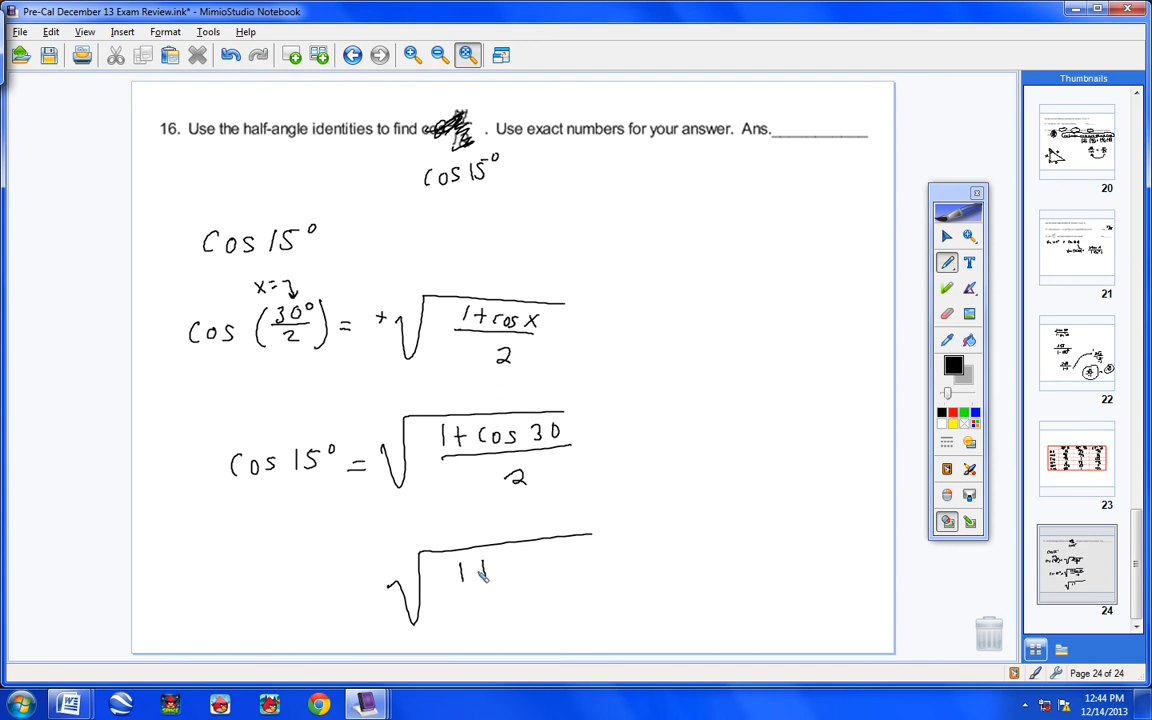 Pre-Cal December 13 Exam Review.ink* - MimioStudio Notebook
File Edit View Insert Format Tools Help
Thumbnails
16. Use the half-angle identities to find . Use exact numbers for your answer. Ans.____________
cos 15°
cos 15°
x=
cos (30°/2) = + √ 1+cos x / 2
cos 15° = √ 1+ cos 30 / 2
√ 1
20
21
22
23
24
Page 24 of 24
12:44 PM
12/14/2013